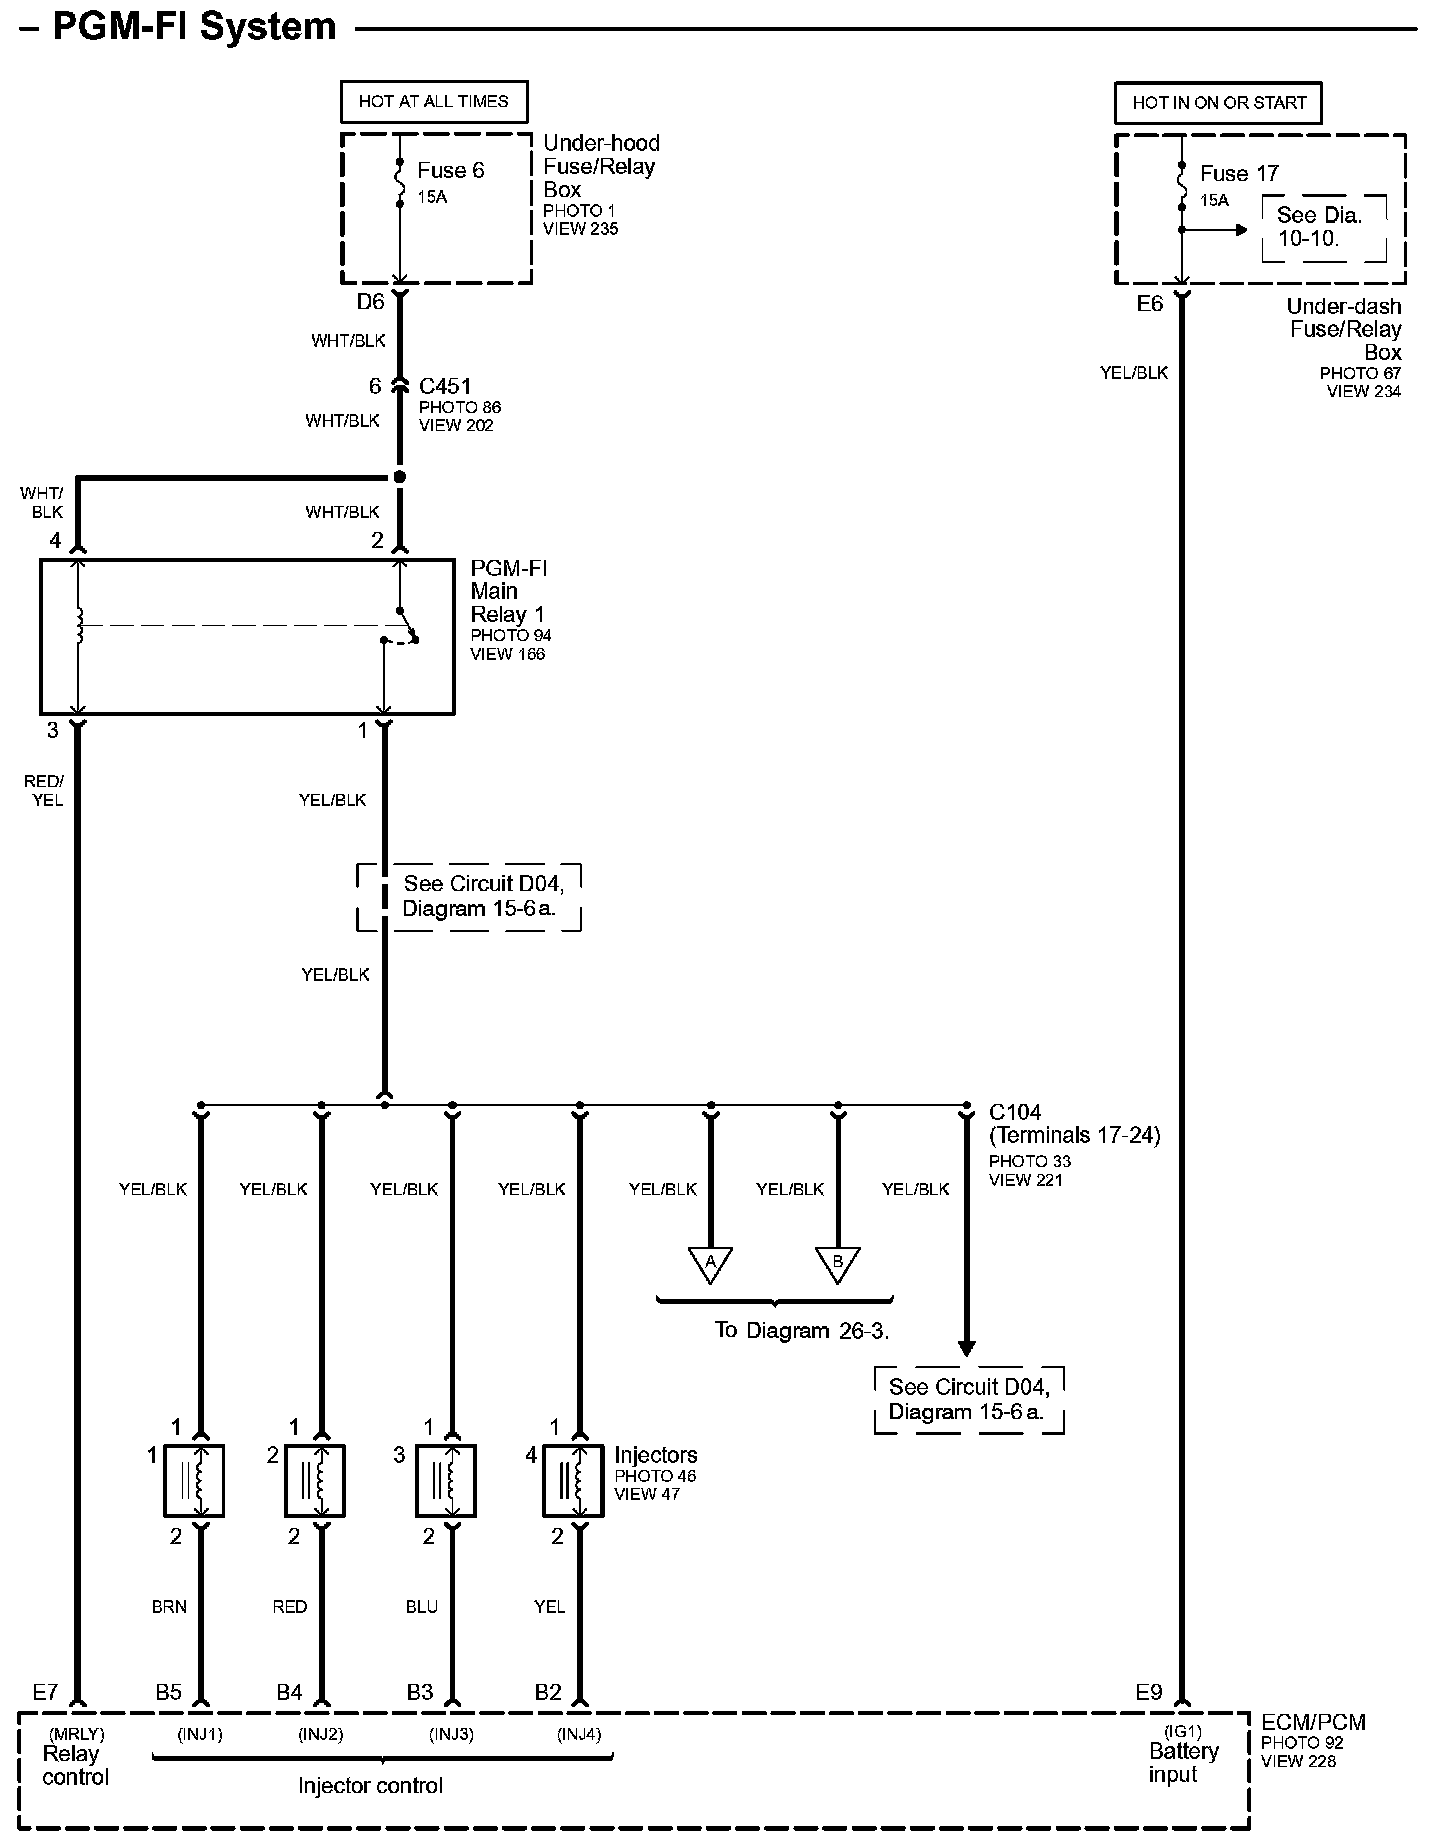 PGM-FI System
HOT AT ALL TIMES
HOT IN ON OR START
Fuse 6
15A
Under-hood
Fuse/Relay
Box
PHOTO 1
VIEW 235
Fuse 17
15A
See Dia.
10-10.
D6
E6
Under-dash
Fuse/Relay
Box
PHOTO 67
VIEW 234
WHT/BLK
YEL/BLK
6
C451
PHOTO 86
VIEW 202
WHT/BLK
WHT/
BLK
WHT/BLK
4
2
PGM-FI
Main
Relay 1
PHOTO 94
VIEW 166
3
1
RED/
YEL
YEL/BLK
See Circuit D04,
Diagram 15-6a.
YEL/BLK
C104
(Terminals 17-24)
PHOTO 33
VIEW 221
YEL/BLK YEL/BLK YEL/BLK YEL/BLK YEL/BLK YEL/BLK YEL/BLK
A B
To Diagram 26-3.
See Circuit D04,
Diagram 15-6a.
1 1 1 1
1 2 3 4
Injectors
PHOTO 46
VIEW 47
2 2 2 2
BRN RED BLU YEL
E7 B5 B4 B3 B2 E9
(MRLY) (INJ1) (INJ2) (INJ3) (INJ4) (IG1)
Relay
control
Injector control
Battery
input
ECM/PCM
PHOTO 92
VIEW 228